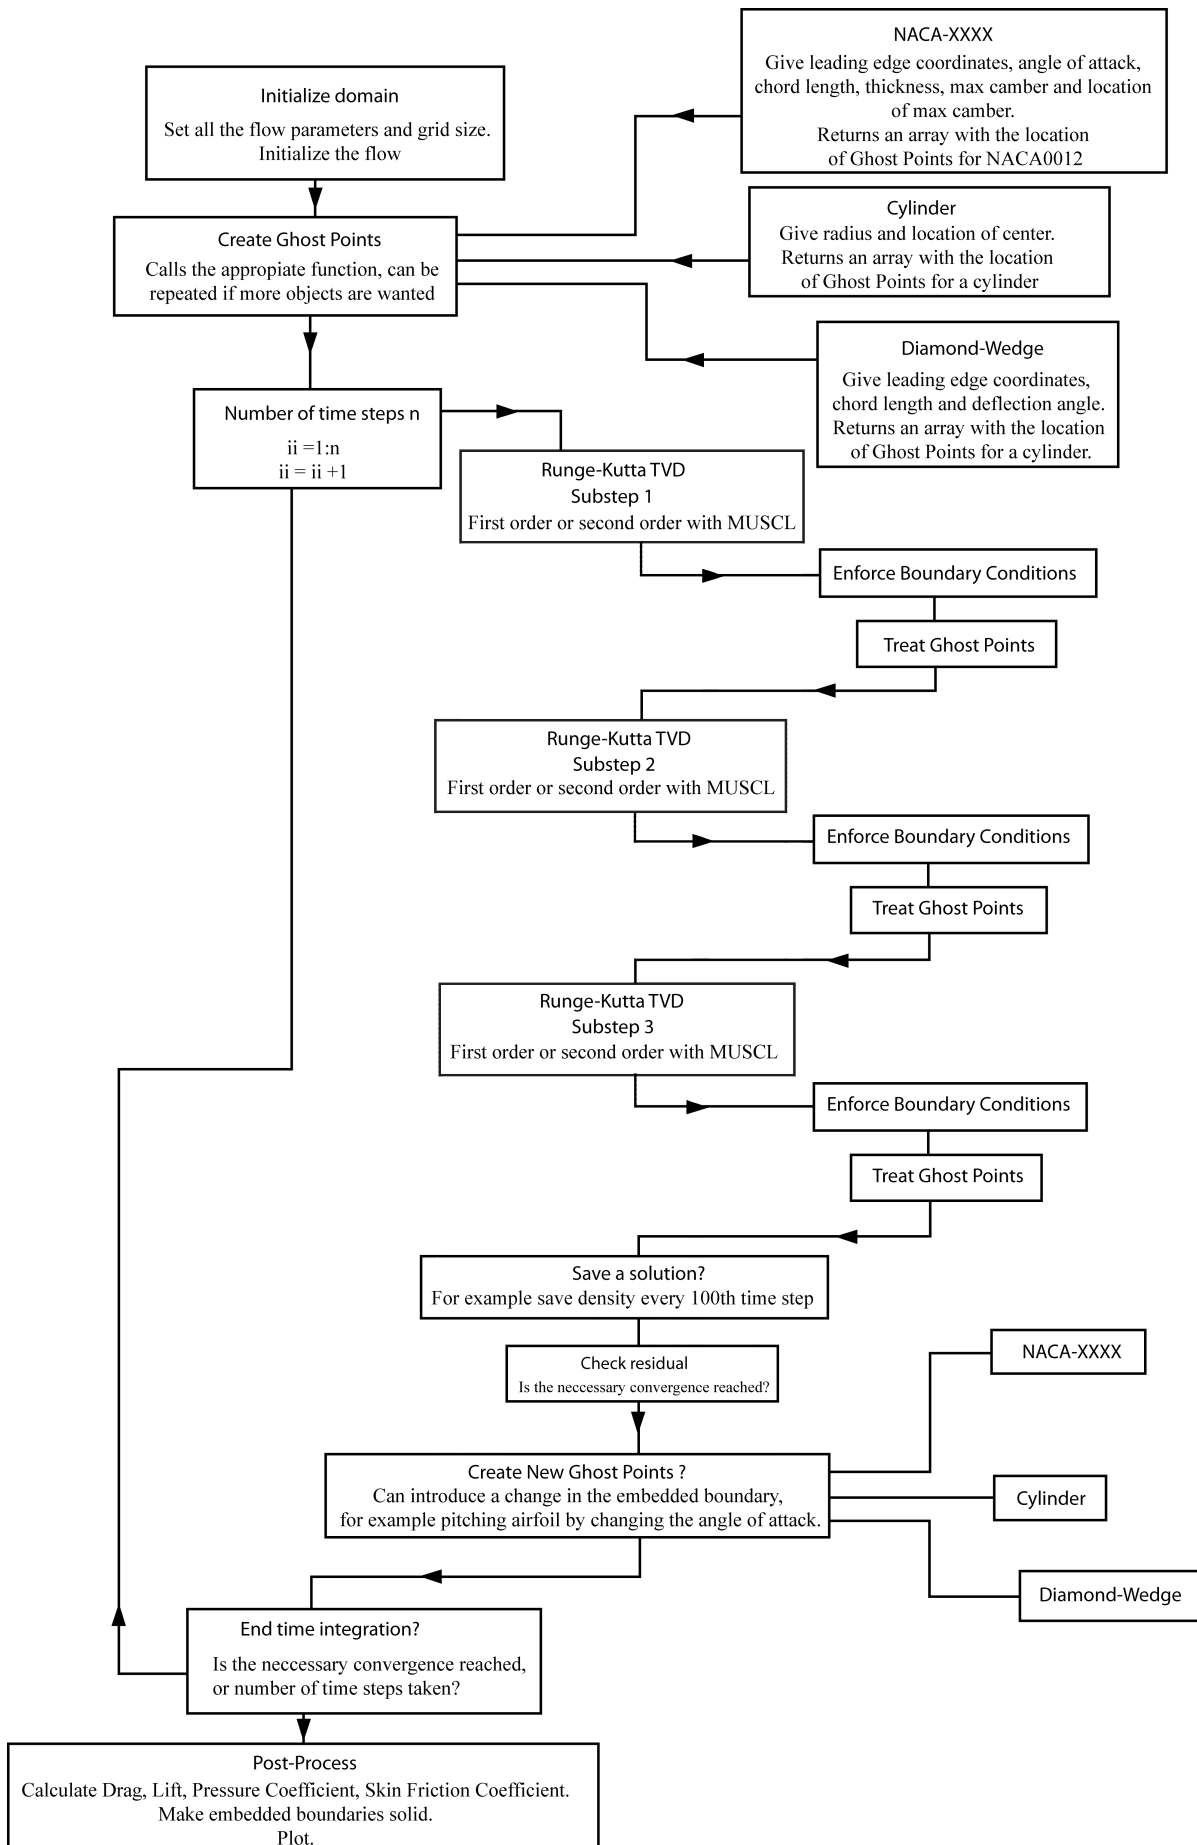 NACA-XXXX
Give leading edge coordinates, angle of attack,
chord length, thickness, max camber and location
of max camber.
Returns an array with the location
of Ghost Points for NACA0012
Initialize domain
Set all the flow parameters and grid size.
Initialize the flow
Cylinder
Give radius and location of center.
Returns an array with the location
of Ghost Points for a cylinder
Create Ghost Points
Calls the appropiate function, can be
repeated if more objects are wanted
Diamond-Wedge
Give leading edge coordinates,
chord length and deflection angle.
Returns an array with the location
of Ghost Points for a cylinder.
Number of time steps n
ii =1:n
ii = ii +1
Runge-Kutta TVD
Substep 1
First order or second order with MUSCL
Enforce Boundary Conditions
Treat Ghost Points
Runge-Kutta TVD
Substep 2
First order or second order with MUSCL
Enforce Boundary Conditions
Treat Ghost Points
Runge-Kutta TVD
Substep 3
First order or second order with MUSCL
Enforce Boundary Conditions
Treat Ghost Points
Save a solution?
For example save density every 100th time step
Check residual
Is the neccessary convergence reached?
NACA-XXXX
Create New Ghost Points ?
Can introduce a change in the embedded boundary,
for example pitching airfoil by changing the angle of attack.
Cylinder
Diamond-Wedge
End time integration?
Is the neccessary convergence reached,
or number of time steps taken?
Post-Process
Calculate Drag, Lift, Pressure Coefficient, Skin Friction Coefficient.
Make embedded boundaries solid.
Plot.